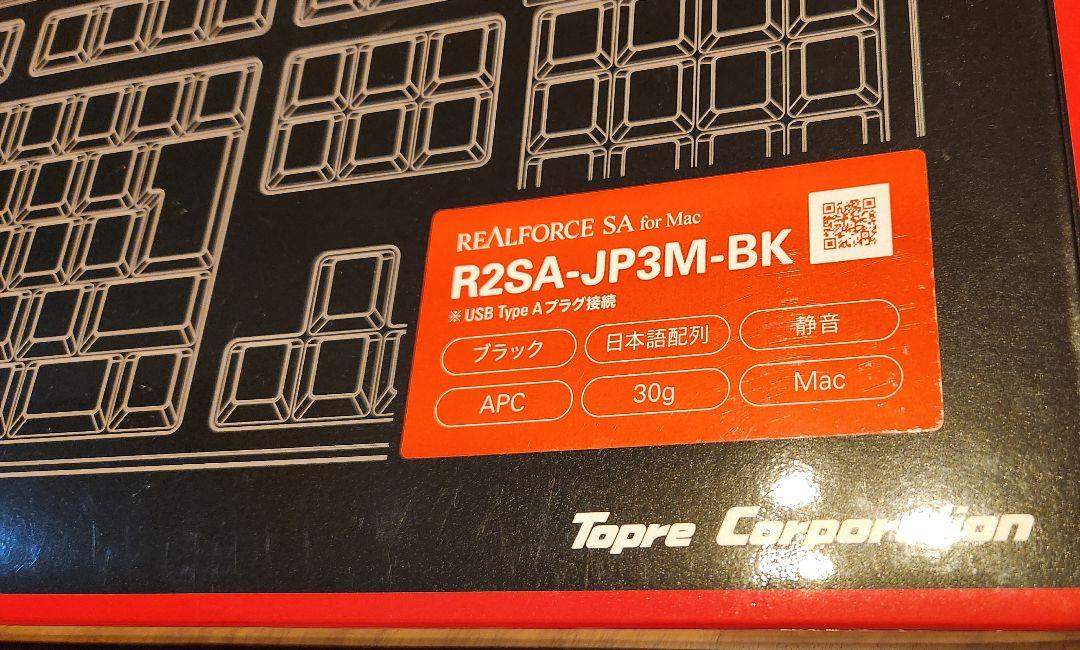 REALFORCE SA for Mac
R2SA-JP3M-BK
※ USB Type A プラグ接続
ブラック 日本語配列 静音
APC 30g Mac
Topre Corporation